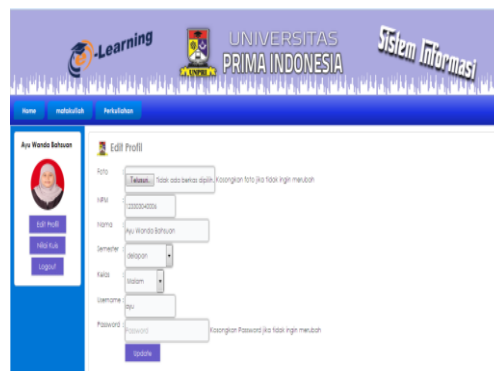 -Learning
UNIVERSITAS
PRIMA INDONESIA
UNPRI
Sistem Informasi
Home matakuliah Perkuliahan
Ayu Wanda Bahsuan
Edit Profil
Nilai Kuis
Logout
Edit Profil
Foto : Telusuri... Tidak ada berkas dipilih. Kosongkan foto jika tidak ingin merubah
NPM :
Nama : Ayu Wanda Bahsuan
Semester : delapan
Kelas : Malam
Username : ayu
Password : Password Kosongkan Password jika tidak ingin merubah
Update